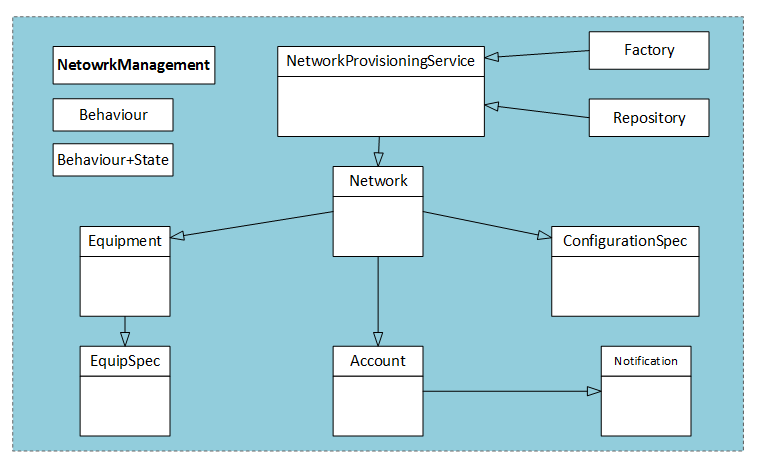 NetowrkManagement
Behaviour
Behaviour+State
NetworkProvisioningService
Factory
Repository
Network
Equipment
ConfigurationSpec
EquipSpec
Account
Notification